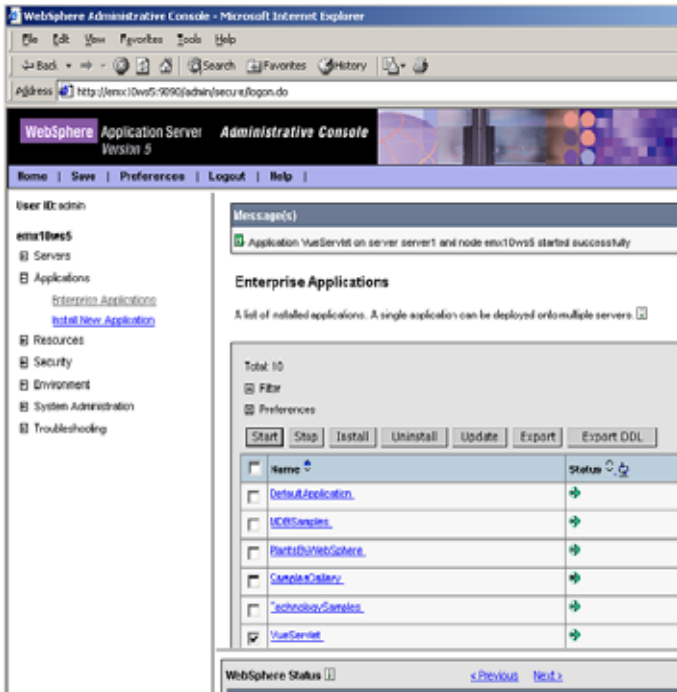 WebSphere Administrative Console - Microsoft Internet Explorer
File Edit View Favorites Tools Help
Back Search Favorites History
Address http://emx10ws5:9090/admin/secure/logon.do
WebSphere Application Server Administrative Console
Version 5
Home | Save | Preferences | Logout | Help |
User ID: admin
emx10ws5
Servers
Applications
Enterprise Applications
Install New Application
Resources
Security
Environment
System Administration
Troubleshooting
Message(s)
Application VueServlet on server server1 and node emx10ws5 started successfully
Enterprise Applications
A list of installed applications. A single application can be deployed onto multiple servers.
Total: 10
Filter
Preferences
Start Stop Install Uninstall Update Export Export DDL
Name Status
DefaultApplication
MDBSamples
PlantsByWebSphere
SamplesGallery
TechnologySamples
VueServlet
WebSphere Status < Previous Next >